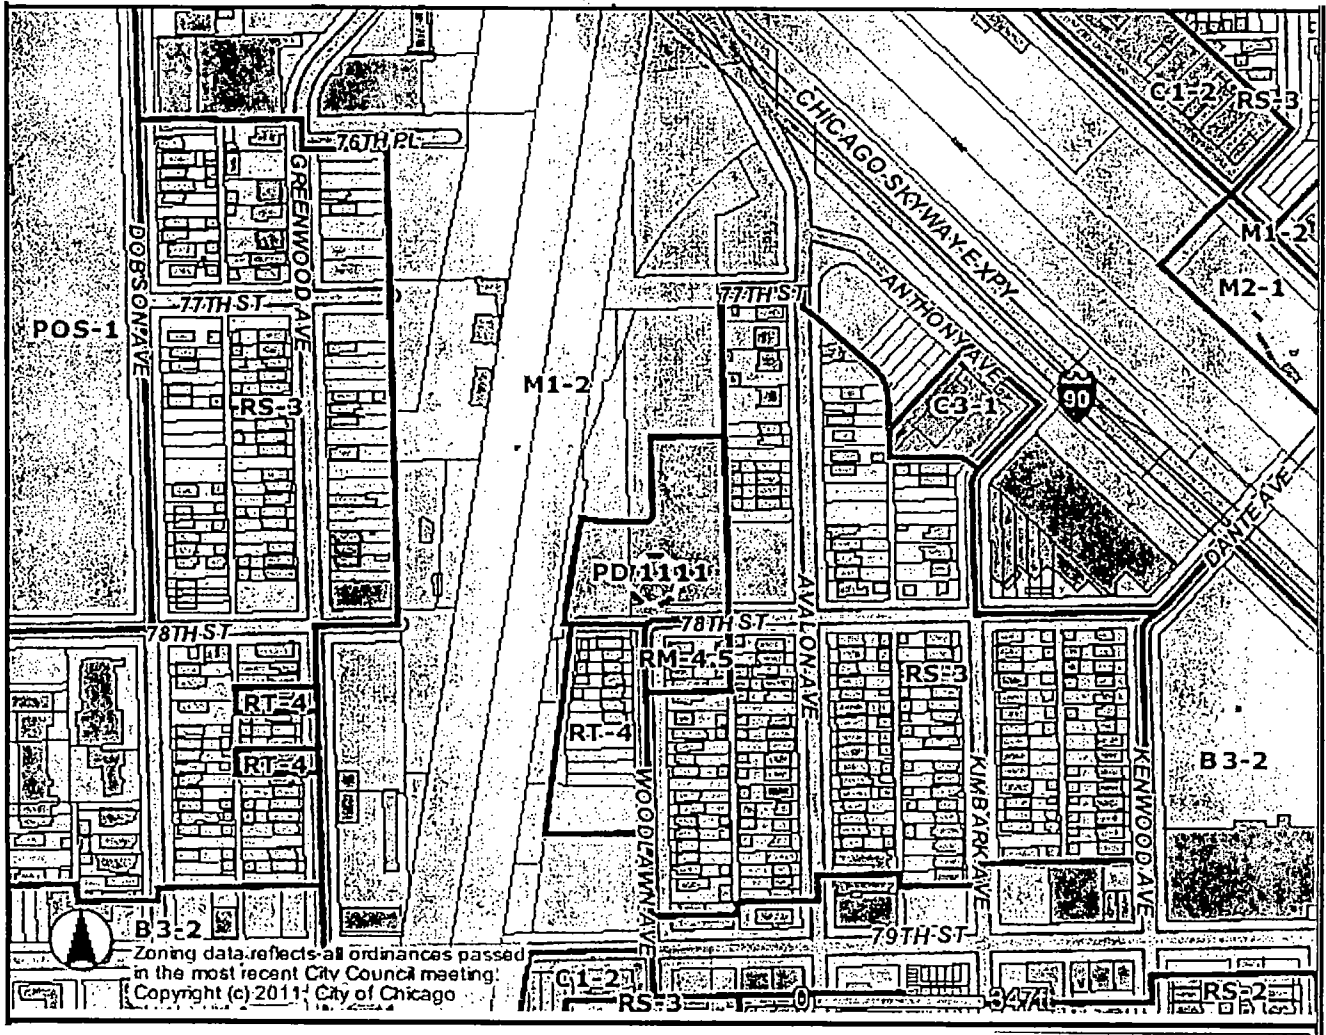 C1-2
RS-3
76TH PL
CHICAGO SKYWAY EXPY
GREENWOOD AVE
DOBSON AVE
M1-2
M2-1
77TH ST
77TH ST
ANTHONY AVE
POS-1
M1-2
RS-3
C3-1
90
DANTE AVE
PD 1111
AVALON AVE
78TH ST
78TH ST
RM-4.5
RS-3
RT-4
RT-4
RT-4
WOODLAWN AVE
KIMBARK AVE
KENWOOD AVE
B3-2
B3-2
79TH ST
Zoning data reflects all ordinances passed
in the most recent City Council meeting.
Copyright (c) 2011, City of Chicago
C1-2
RS-3
0
RS-2